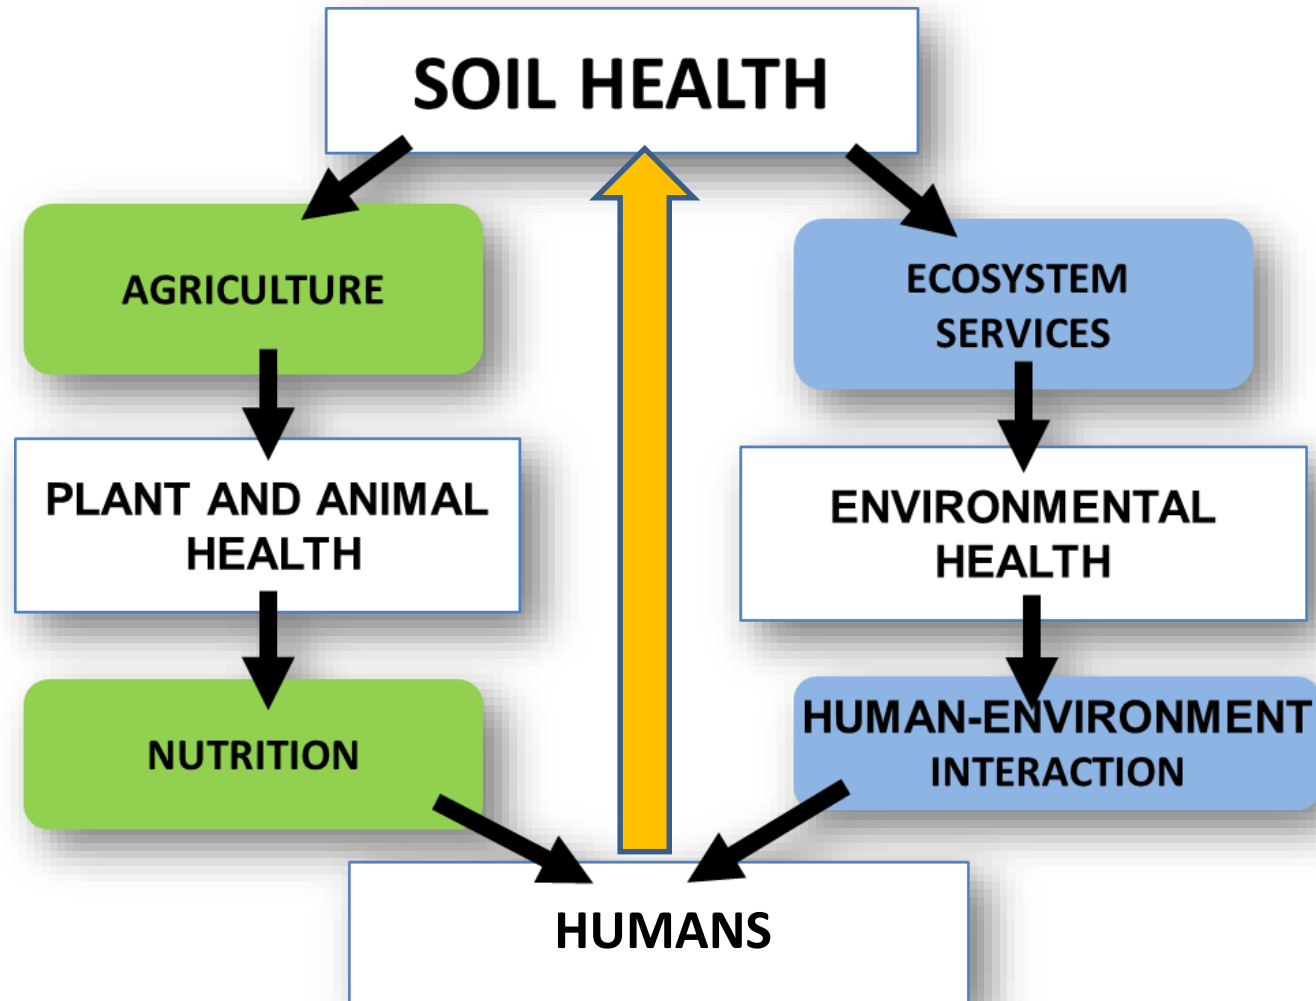 SOIL HEALTH
AGRICULTURE
ECOSYSTEM
SERVICES
PLANT AND ANIMAL
HEALTH
ENVIRONMENTAL
HEALTH
NUTRITION
HUMAN-ENVIRONMENT
INTERACTION
HUMANS